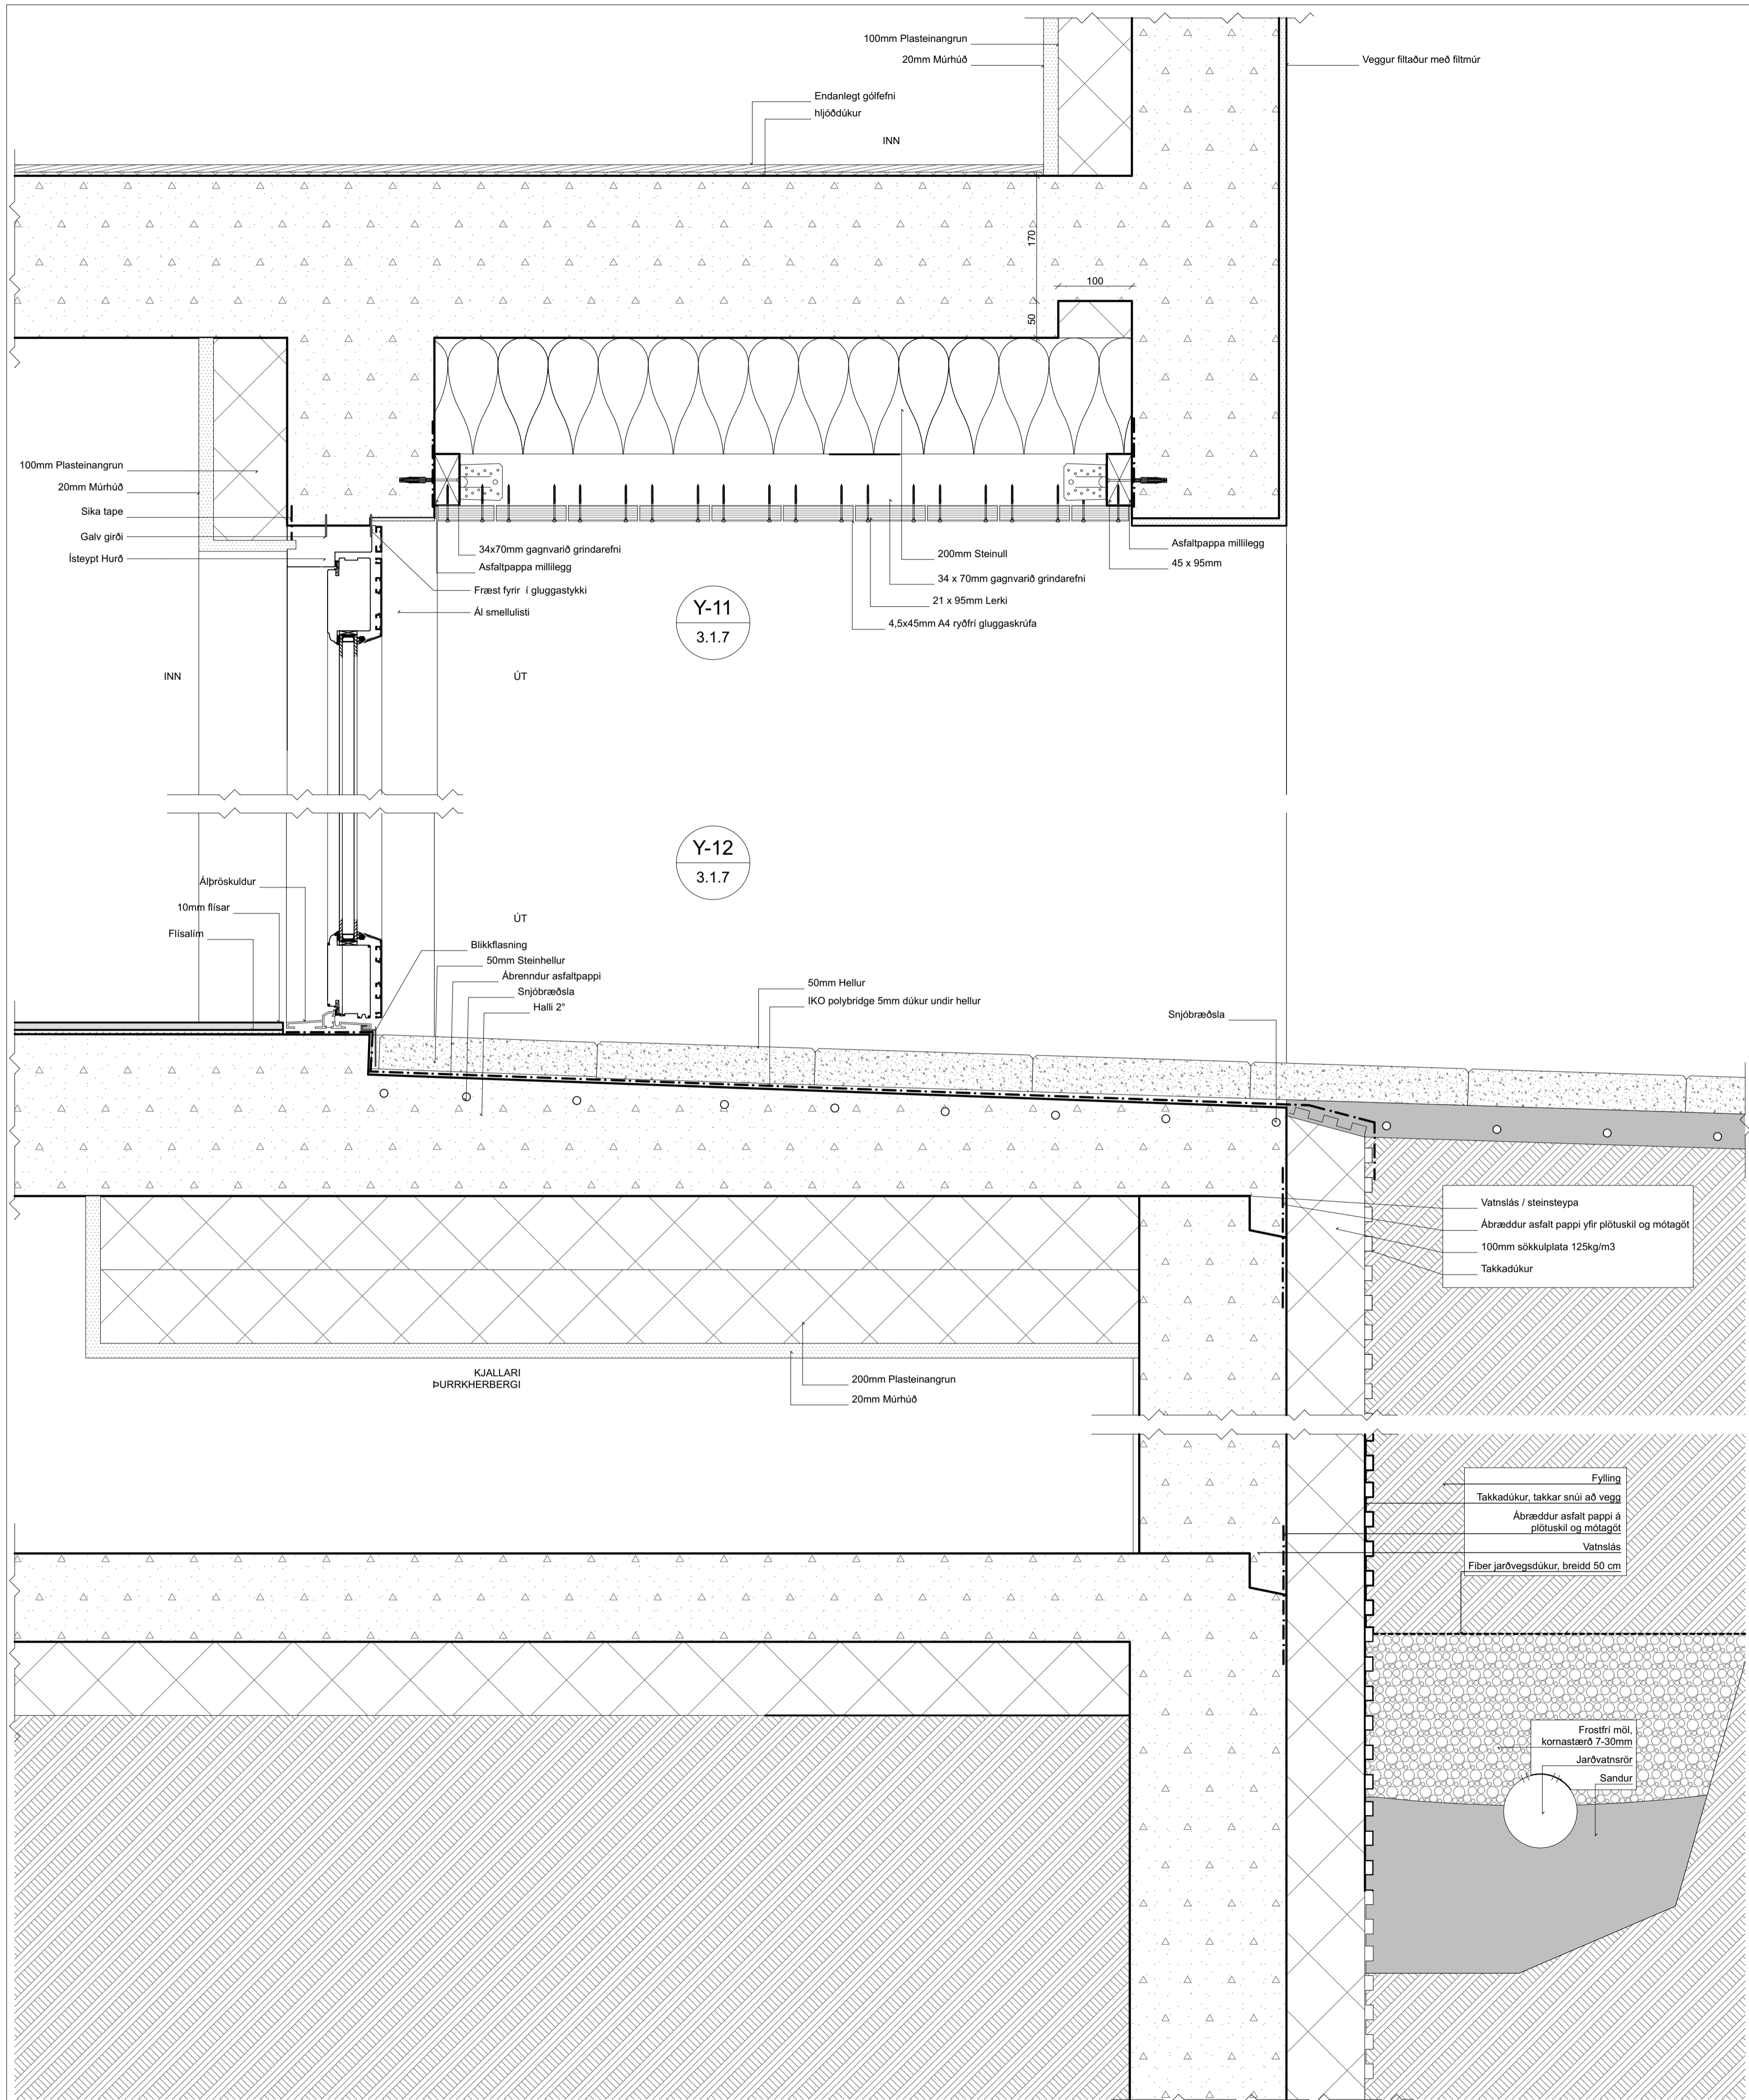 100mm Plasteinangrun
20mm Múrhúð
Veggur filtaður með filtmúr
Endanlegt gólfefni
hljóðdúkur
INN
170
100
50
100mm Plasteinangrun
20mm Múrhúð
Sika tape
Galv girði
Ísteypt Hurð
34x70mm gagnvarið grindarefni
Asfaltpappa millilegg
Fræst fyrir í gluggastykki
Ál smellulisti
200mm Steinull
34 x 70mm gagnvarið grindarefni
21 x 95mm Lerki
4,5x45mm A4 ryðfrí gluggaskrúfa
Asfaltpappa millilegg
45 x 95mm
Y-11
3.1.7
INN
ÚT
Y-12
3.1.7
Álþröskuldur
10mm flísar
Flísalím
ÚT
Blikkflasning
50mm Steinhellur
Ábrenndur asfaltpappi
Snjóbræðsla
Halli 2°
50mm Hellur
IKO polybridge 5mm dúkur undir hellur
Snjóbræðsla
Vatnslás / steinsteypa
Ábræddur asfalt pappi yfir plötuskil og mótagöt
100mm sökkulplata 125kg/m3
Takkadúkur
KJALLARI
ÞURRKHERBERGI
200mm Plasteinangrun
20mm Múrhúð
Fylling
Takkadúkur, takkar snúi að vegg
Ábræddur asfalt pappi á
plötuskil og mótagöt
Vatnslás
Fiber jarðvegsdúkur, breidd 50 cm
Frostfrí möl,
kornastærð 7-30mm
Jarðvatnsrör
Sandur